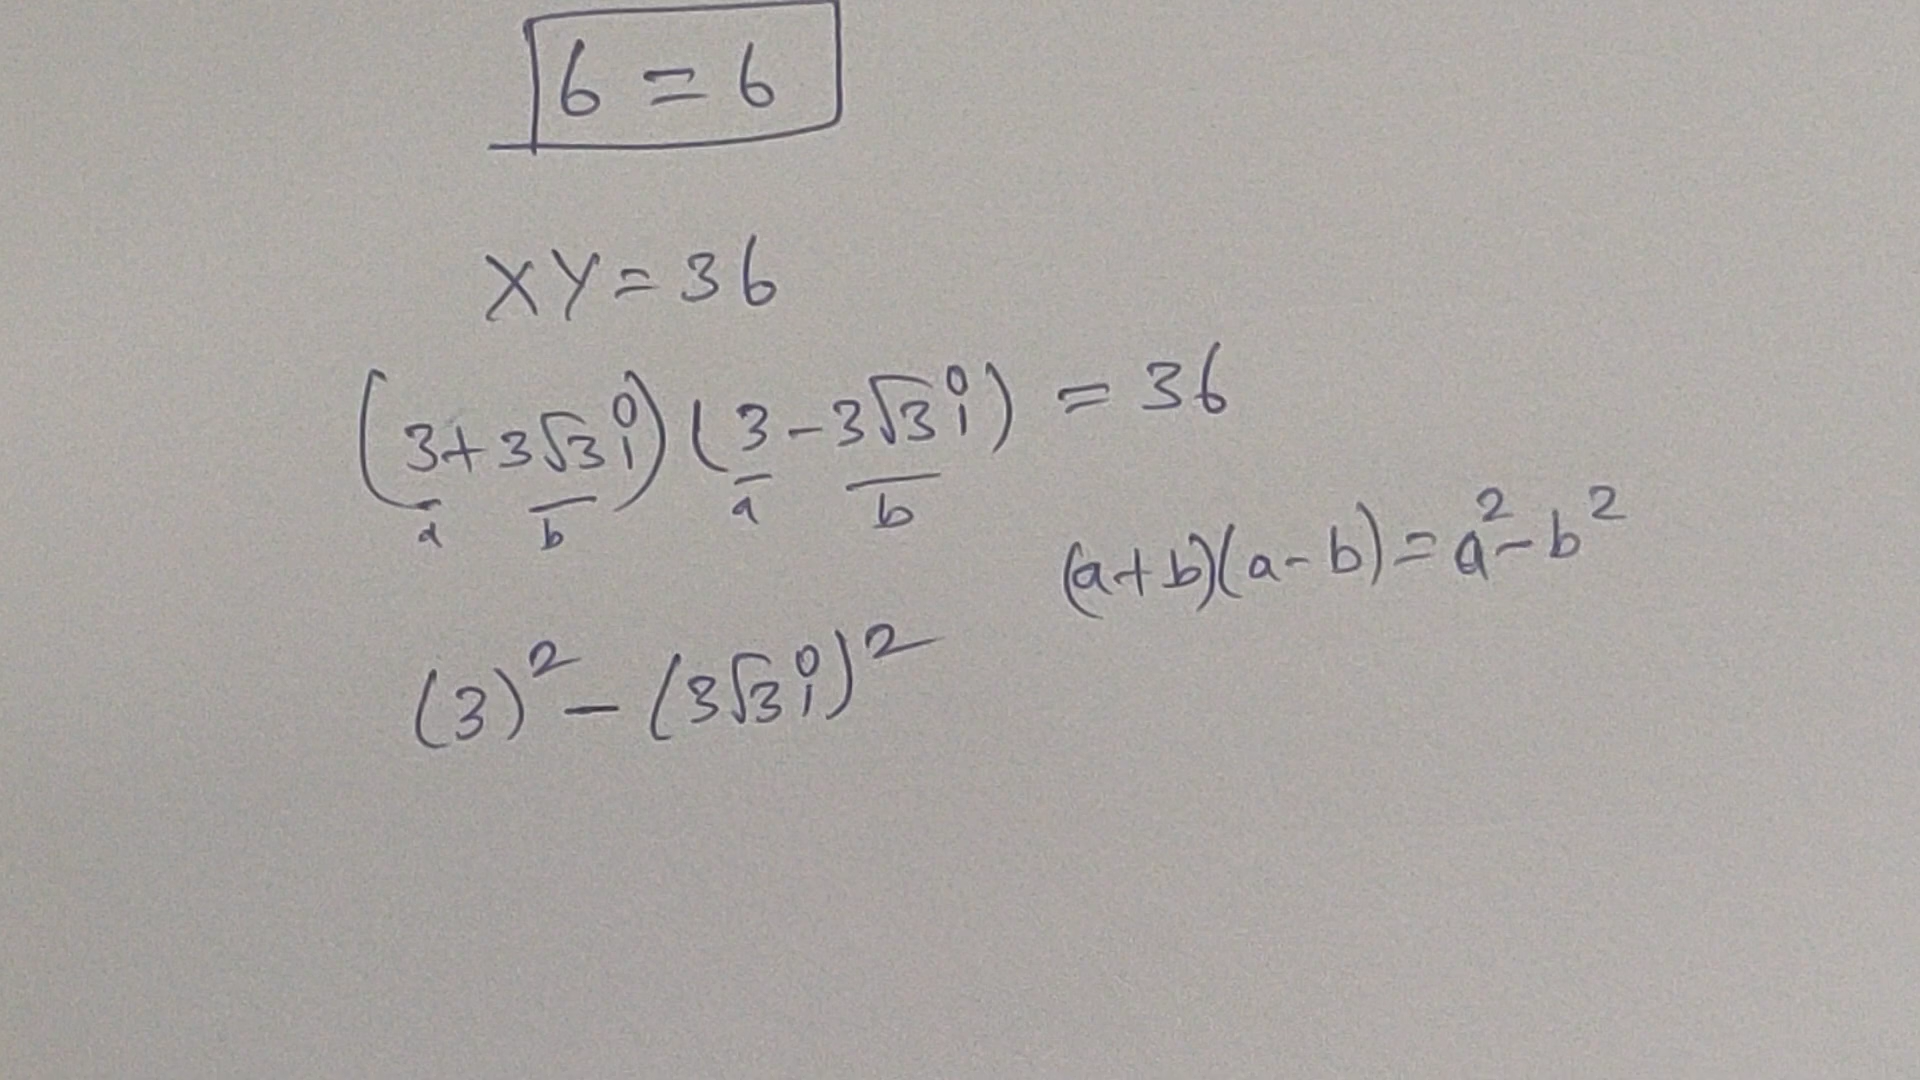 6 = 6
XY = 36
(3+3√3i)(3-3√3i) = 36
a b a b
(a+b)(a-b) = a²-b²
(3)² - (3√3i)²